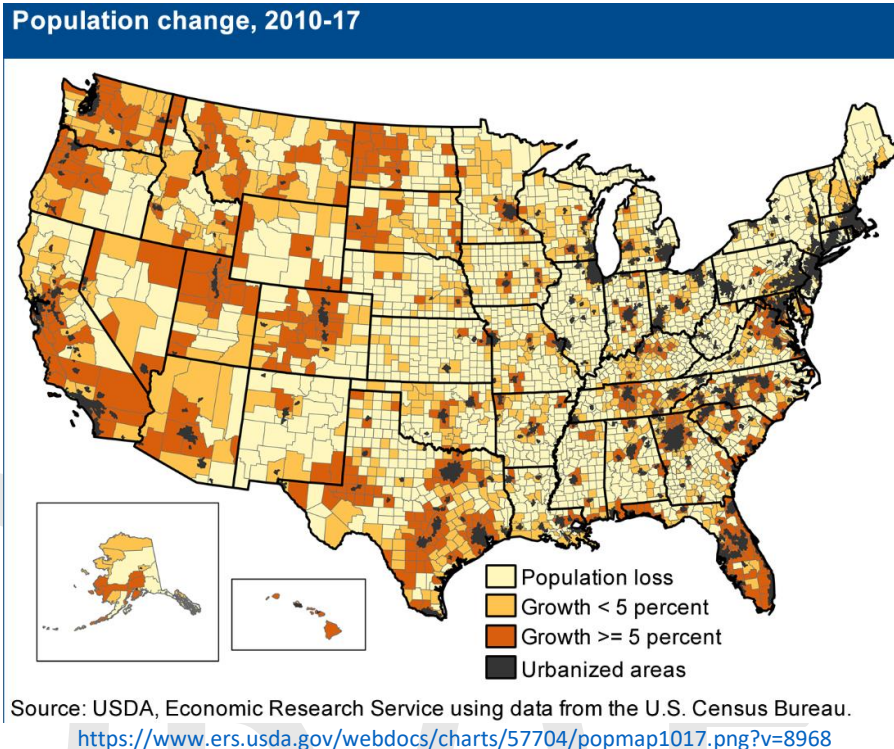 Population change, 2010-17
Population loss
Growth < 5 percent
Growth >= 5 percent
Urbanized areas
Source: USDA, Economic Research Service using data from the U.S. Census Bureau.
https://www.ers.usda.gov/webdocs/charts/57704/popmap1017.png?v=8968